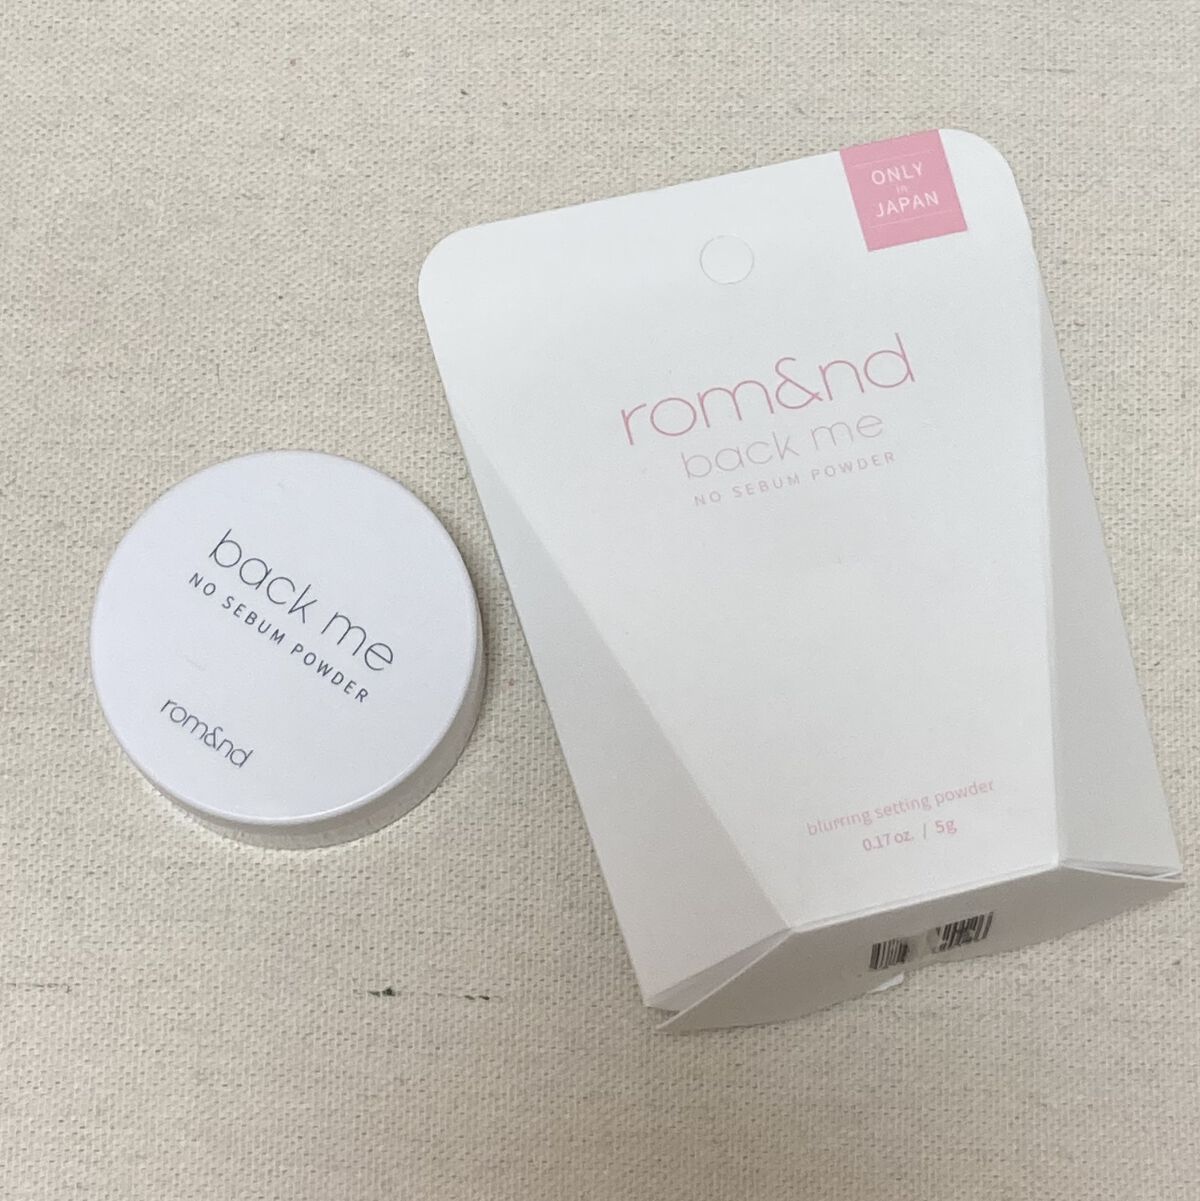 back me
NO SEBUM POWDER
rom&nd
ONLY
in
JAPAN
rom&nd
back me
NO SEBUM POWDER
blurring setting powder
0.17 oz. / 5g